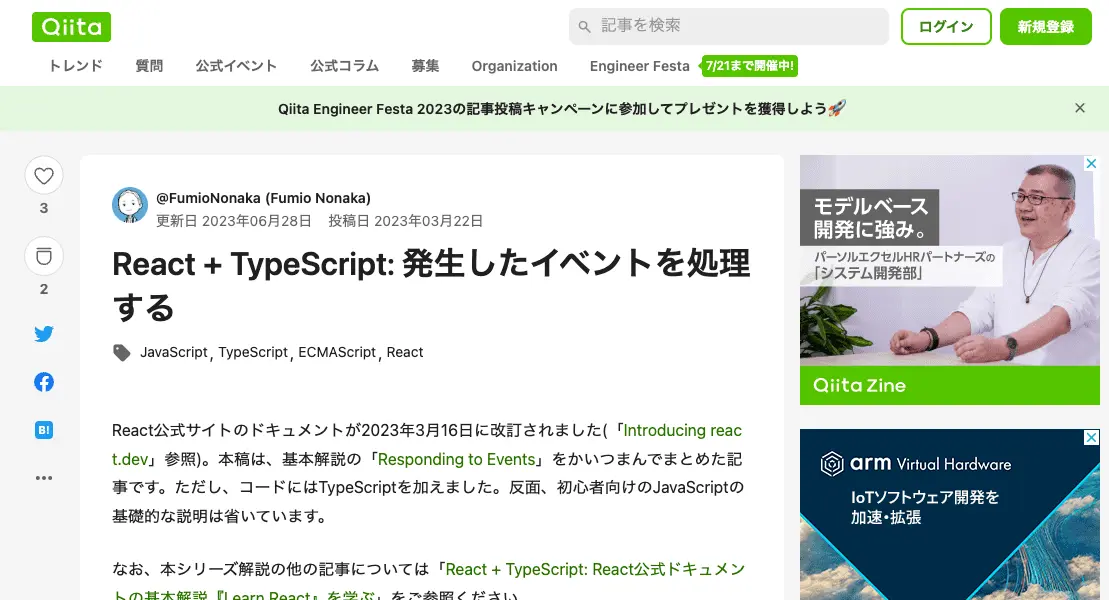 Qiita
記事を検索
ログイン
新規登録
トレンド 質問 公式イベント 公式コラム 募集 Organization Engineer Festa 7/21まで開催中!
Qiita Engineer Festa 2023の記事投稿キャンペーンに参加してプレゼントを獲得しよう🚀
3
2
B!
@FumioNonaka (Fumio Nonaka)
更新日 2023年06月28日 投稿日 2023年03月22日
React + TypeScript: 発生したイベントを処理
する
JavaScript, TypeScript, ECMAScript, React
React公式サイトのドキュメントが2023年3月16日に改訂されました(「Introducing reac
t.dev」参照)。本稿は、基本解説の「Responding to Events」をかいつまんでまとめた記
事です。ただし、コードにはTypeScriptを加えました。反面、初心者向けのJavaScriptの
基礎的な説明は省いています。
なお、本シリーズ解説の他の記事については「React + TypeScript: React公式ドキュメン
トの基本解説『Learn React』を学ぶ」をご参照ください。
モデルベース
開発に強み。
パーソルエクセルHRパートナーズの
「システム開発部」
Qiita Zine
arm Virtual Hardware
IoTソフトウェア開発を
加速・拡張